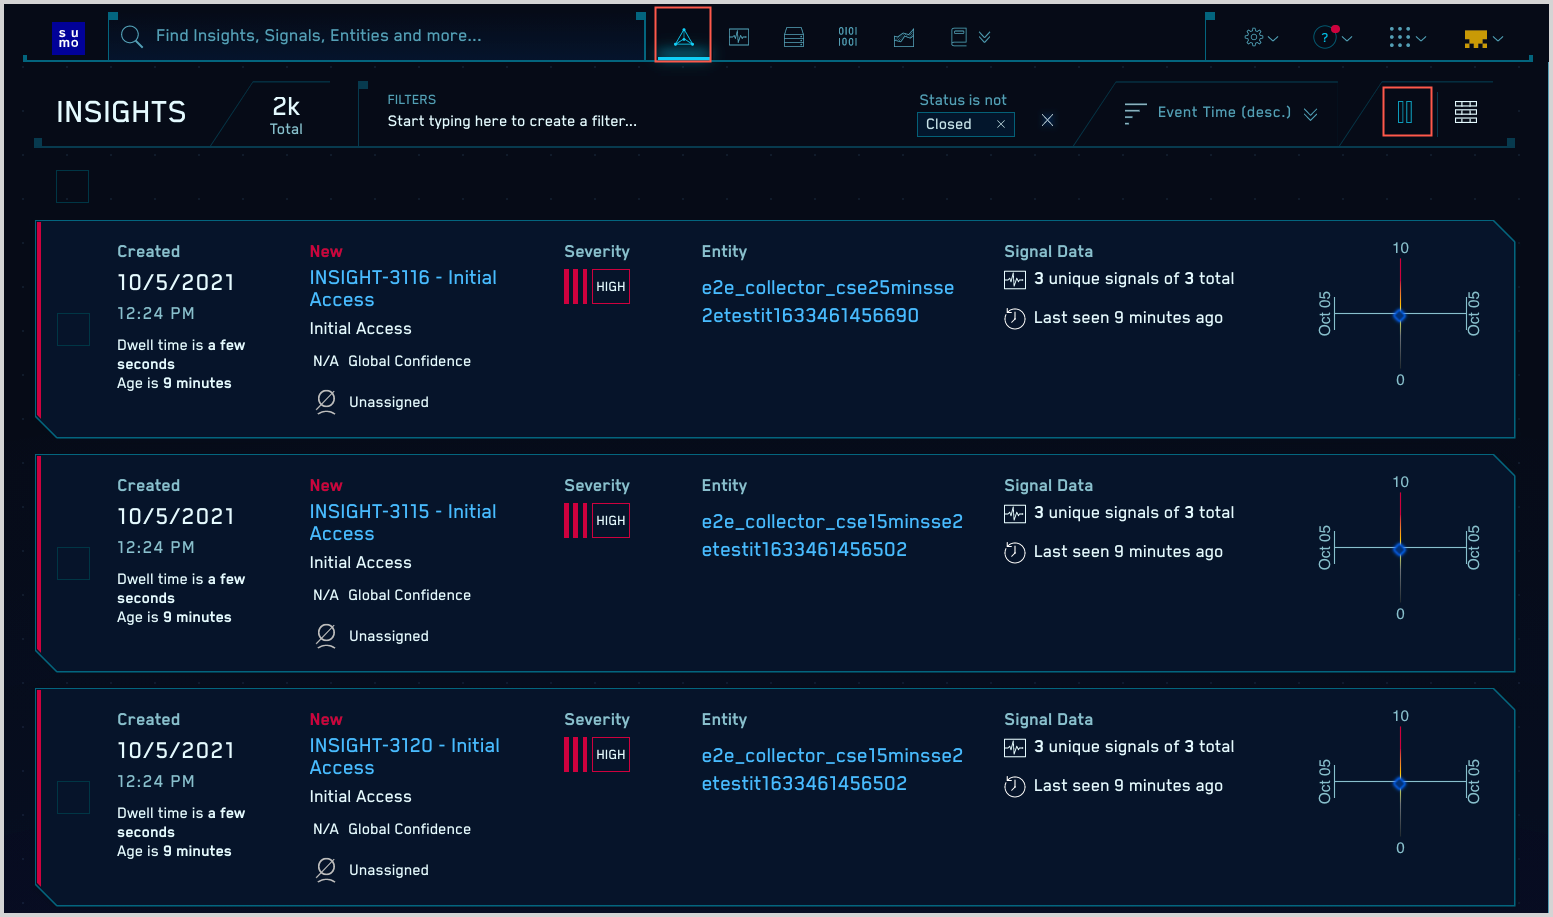 su
mo
Find Insights, Signals, Entities and more...
0101
1001
?
INSIGHTS
2k
Total
FILTERS
Start typing here to create a filter...
Status is not
Closed
Event Time (desc.)
Created
10/5/2021
12:24 PM
Dwell time is a few
seconds
Age is 9 minutes
New
INSIGHT-3116 - Initial
Access
Initial Access
N/A Global Confidence
Unassigned
Severity
HIGH
Entity
e2e_collector_cse25minsse
2etestit1633461456690
Signal Data
3 unique signals of 3 total
Last seen 9 minutes ago
10
Oct 05
Oct 05
0
Created
10/5/2021
12:24 PM
Dwell time is a few
seconds
Age is 9 minutes
New
INSIGHT-3115 - Initial
Access
Initial Access
N/A Global Confidence
Unassigned
Severity
HIGH
Entity
e2e_collector_cse15minsse2
etestit1633461456502
Signal Data
3 unique signals of 3 total
Last seen 9 minutes ago
10
Oct 05
Oct 05
0
Created
10/5/2021
12:24 PM
Dwell time is a few
seconds
Age is 9 minutes
New
INSIGHT-3120 - Initial
Access
Initial Access
N/A Global Confidence
Unassigned
Severity
HIGH
Entity
e2e_collector_cse15minsse2
etestit1633461456502
Signal Data
3 unique signals of 3 total
Last seen 9 minutes ago
10
Oct 05
Oct 05
0